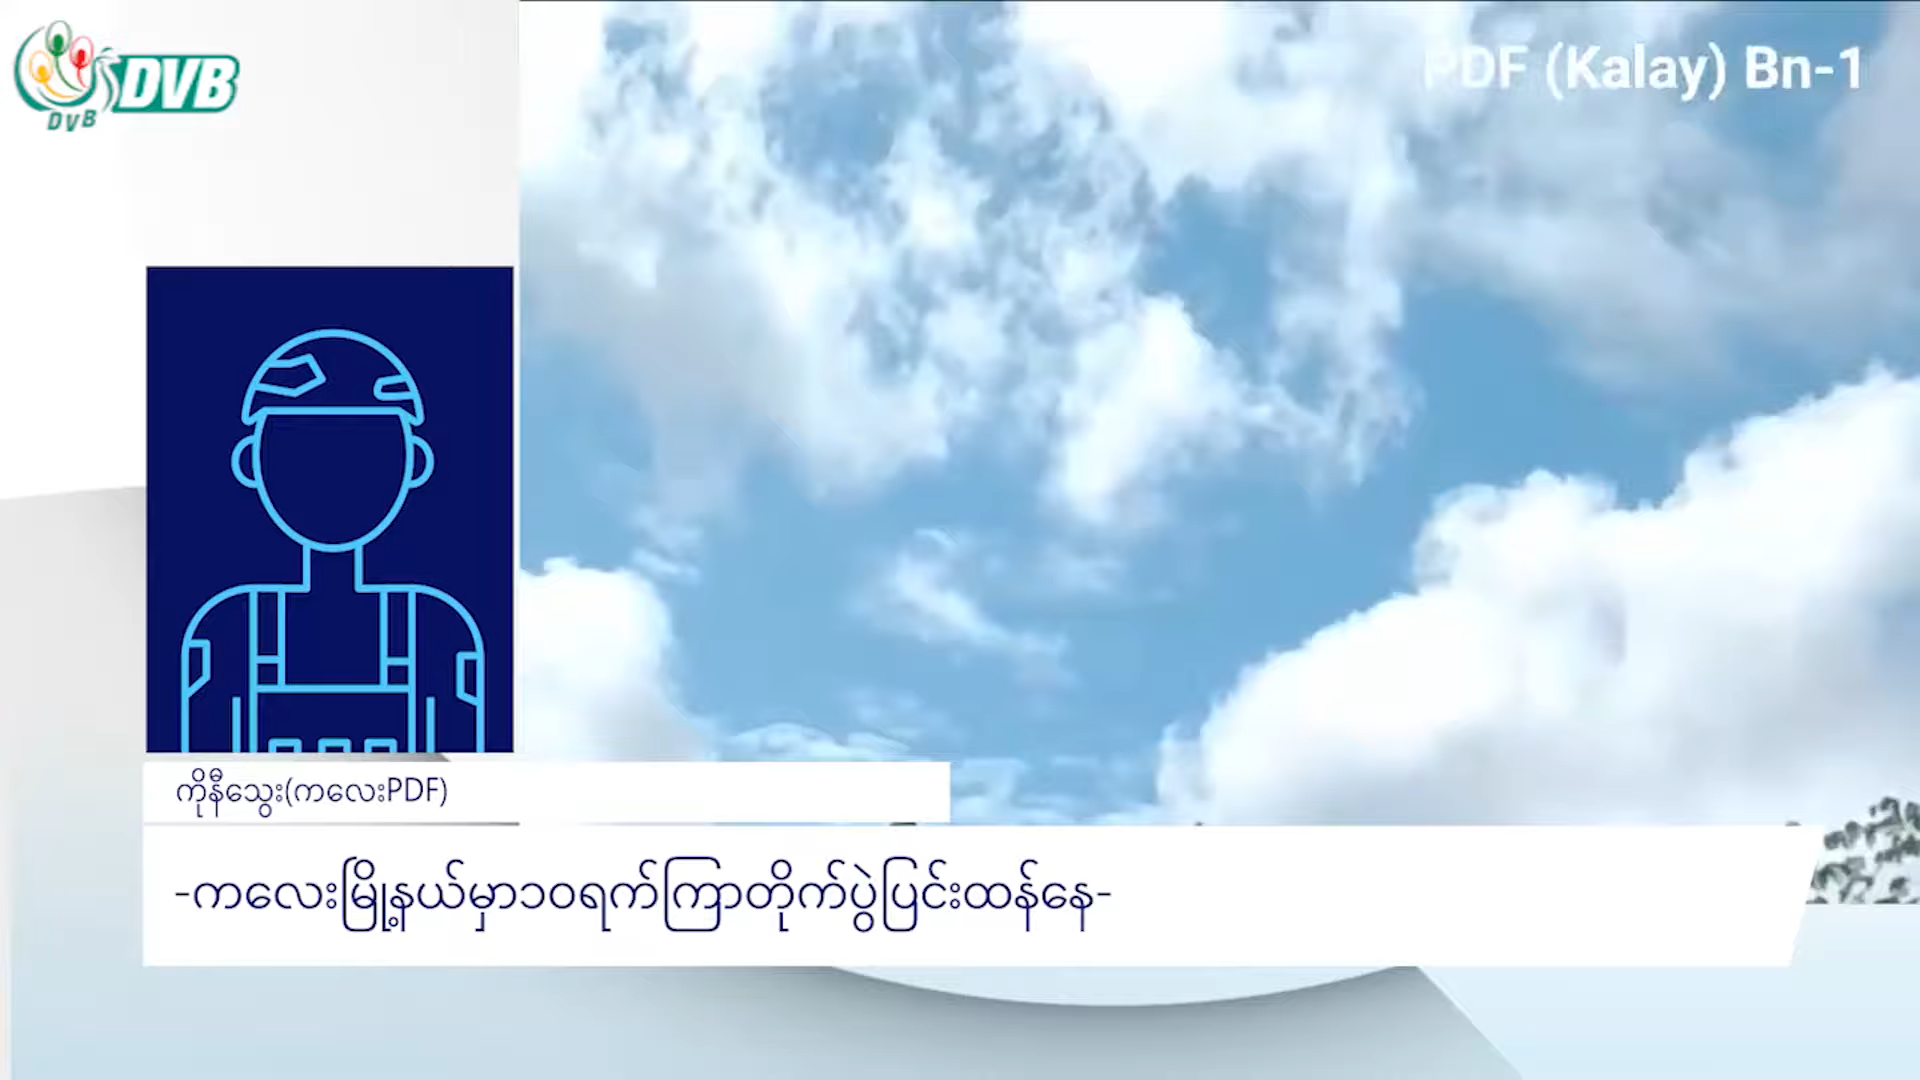 DVB
DVB
PDF (Kalay) Bn-1
ကိုနီသွေး(ကလေးPDF)
-ကလေးမြို့နယ်မှာ၁၀ရက်ကြာတိုက်ပွဲပြင်းထန်နေ-